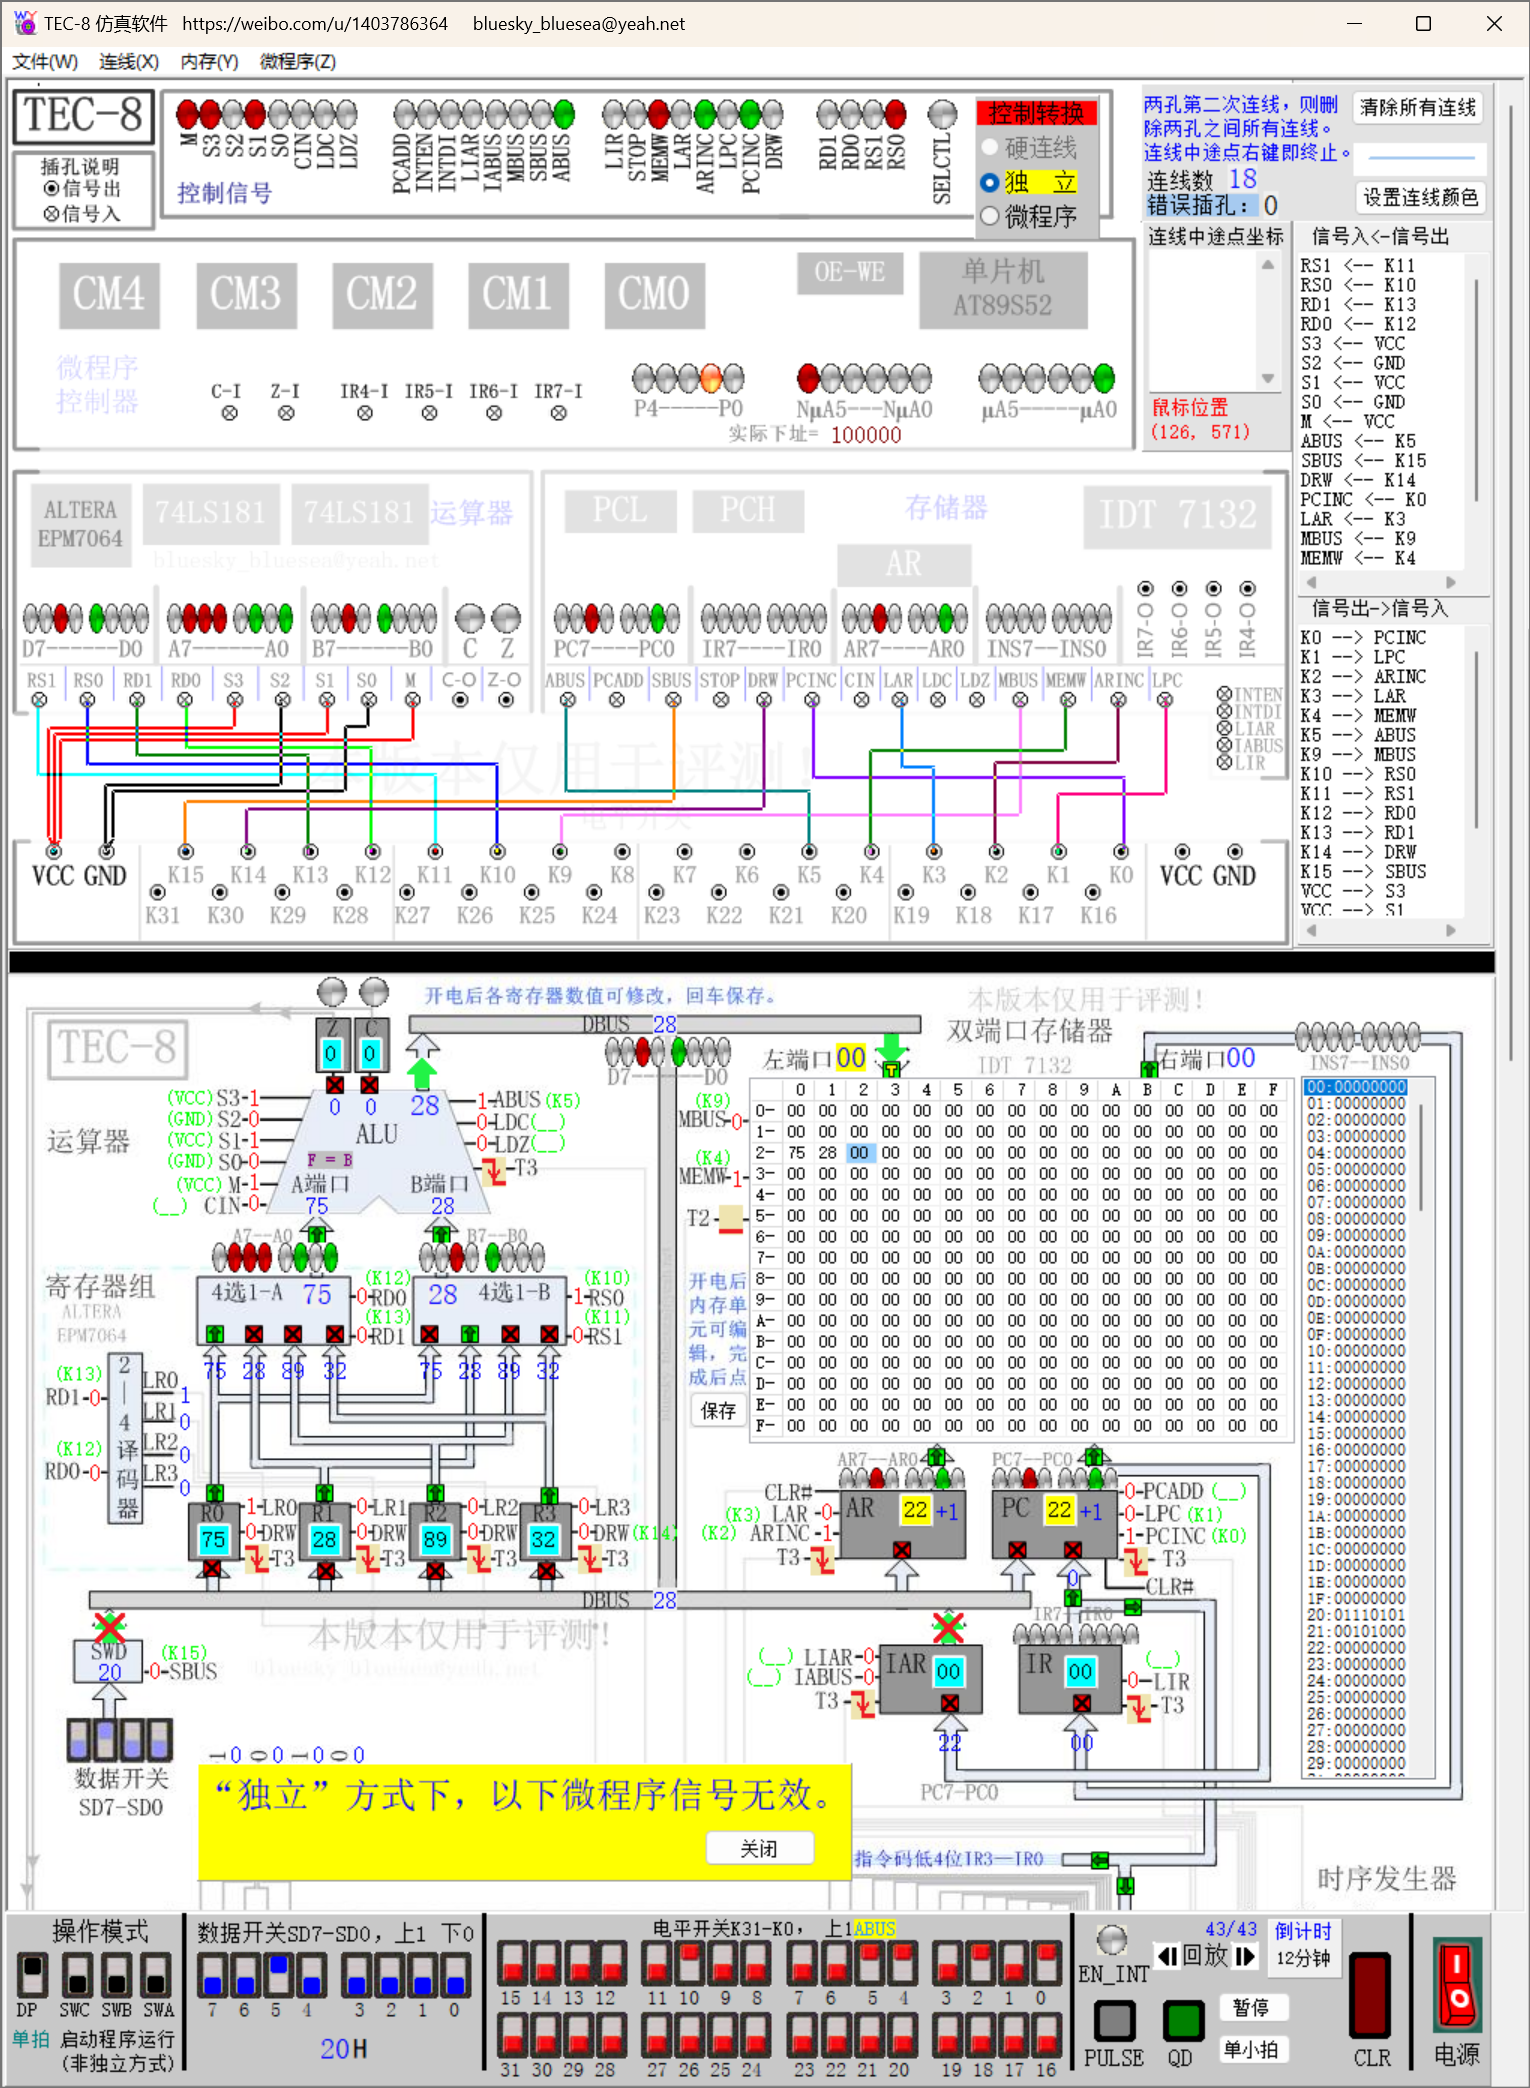 TEC-8 仿真软件 https://weibo.com/u/1403786364 bluesky_bluesea@yeah.net
文件(W) 连线(X) 内存(Y) 微程序(Z)
TEC-8
插孔说明
信号出
信号入
M S3 S2 S1 S0 CIN LDC LDZ
PCADD INTEN INTDI LIAR IABUS MBUS SBUS ABUS
LIR STOP MEMW LAR ARINC LPC PCINC DRW
RD1 RD0 RS1 RS0
SELCTL
控制信号
控制转换
硬连线
独 立
微程序
两孔第二次连线，则删
除两孔之间所有连线。
连线中途点右键即终止。
连线数 18
错误插孔： 0
清除所有连线
设置连线颜色
CM4 CM3 CM2 CM1 CM0
OE-WE
单片机
AT89S52
微程序
控制器
C-I Z-I IR4-I IR5-I IR6-I IR7-I
P4-----P0
NμA5---NμA0
μA5-----μA0
实际下址= 100000
连线中途点坐标
鼠标位置
(126, 571)
信号入<-信号出
RS1 <-- K11
RS0 <-- K10
RD1 <-- K13
RD0 <-- K12
S3 <-- VCC
S2 <-- GND
S1 <-- VCC
S0 <-- GND
M <-- VCC
ABUS <-- K5
SBUS <-- K15
DRW <-- K14
PCINC <-- K0
LAR <-- K3
MBUS <-- K9
MEMW <-- K4
信号出->信号入
K0 --> PCINC
K1 --> LPC
K2 --> ARINC
K3 --> LAR
K4 --> MEMW
K5 --> ABUS
K9 --> MBUS
K10 --> RS0
K11 --> RS1
K12 --> RD0
K13 --> RD1
K14 --> DRW
K15 --> SBUS
VCC --> S3
VCC --> S1
ALTERA
EPM7064
74LS181 74LS181 运算器
bluesky_bluesea@yeah.net
PCL PCH 存储器 IDT 7132
AR
D7------D0 A7------A0 B7------B0 C Z
PC7----PC0 IR7----IR0 AR7----AR0 INS7--INS0
IR7-O IR6-O IR5-O IR4-O
RS1 RS0 RD1 RD0 S3 S2 S1 S0 M C-O Z-O
ABUS PCADD SBUS STOP DRW PCINC CIN LAR LDC LDZ MBUS MEMW ARINC LPC
INTEN
INTDI
LIAR
IABUS
LIR
版本仅用于评测!
电平开关
VCC GND K15 K14 K13 K12 K11 K10 K9 K8 K7 K6 K5 K4 K3 K2 K1 K0 VCC GND
K31 K30 K29 K28 K27 K26 K25 K24 K23 K22 K21 K20 K19 K18 K17 K16
开电后各寄存器数值可修改，回车保存。
本版本仅用于评测!
TEC-8
运算器
Z C
0 0
DBUS 28
D7------D0
双端口存储器
IDT 7132
左端口00
右端口00
INS7--INS0
(VCC) S3-1
(GND) S2-0
(VCC) S1-1
(GND) S0-0
(VCC) M-1
(__) CIN-0
0 0 28
ALU
F = B
A端口 B端口
75 28
1-ABUS (K5)
0-LDC(__)
0-LDZ(__)
T3
(K9)
MBUS-0
(K4)
MEMW-1
T2
0 1 2 3 4 5 6 7 8 9 A B C D E F
0- 00 00 00 00 00 00 00 00 00 00 00 00 00 00 00 00
1- 00 00 00 00 00 00 00 00 00 00 00 00 00 00 00 00
2- 75 28 00 00 00 00 00 00 00 00 00 00 00 00 00 00
3- 00 00 00 00 00 00 00 00 00 00 00 00 00 00 00 00
4- 00 00 00 00 00 00 00 00 00 00 00 00 00 00 00 00
5- 00 00 00 00 00 00 00 00 00 00 00 00 00 00 00 00
6- 00 00 00 00 00 00 00 00 00 00 00 00 00 00 00 00
7- 00 00 00 00 00 00 00 00 00 00 00 00 00 00 00 00
8- 00 00 00 00 00 00 00 00 00 00 00 00 00 00 00 00
9- 00 00 00 00 00 00 00 00 00 00 00 00 00 00 00 00
A- 00 00 00 00 00 00 00 00 00 00 00 00 00 00 00 00
B- 00 00 00 00 00 00 00 00 00 00 00 00 00 00 00 00
C- 00 00 00 00 00 00 00 00 00 00 00 00 00 00 00 00
D- 00 00 00 00 00 00 00 00 00 00 00 00 00 00 00 00
E- 00 00 00 00 00 00 00 00 00 00 00 00 00 00 00 00
F- 00 00 00 00 00 00 00 00 00 00 00 00 00 00 00 00
开电后
内存单
元可编
辑，完
成后点
保存
00:00000000
01:00000000
02:00000000
03:00000000
04:00000000
05:00000000
06:00000000
07:00000000
08:00000000
09:00000000
0A:00000000
0B:00000000
0C:00000000
0D:00000000
0E:00000000
0F:00000000
10:00000000
11:00000000
12:00000000
13:00000000
14:00000000
15:00000000
16:00000000
17:00000000
18:00000000
19:00000000
1A:00000000
1B:00000000
1C:00000000
1D:00000000
1E:00000000
1F:00000000
20:01110101
21:00101000
22:00000000
23:00000000
24:00000000
25:00000000
26:00000000
27:00000000
28:00000000
29:00000000
A7--A0 B7--B0
寄存器组
ALTERA
EPM7064
4选1-A 75
(K12)
0-RD0
(K13)
0-RD1
28 4选1-B
(K10)
1-RS0
(K11)
0-RS1
75 28 89 32 75 28 89 32
(K13)
RD1-0
(K12)
RD0-0
2—4译码器
LR0 1
LR1 0
LR2 0
LR3 0
R0 75 1-LR0 0-DRW T3
R1 28 0-LR1 0-DRW T3
R2 89 0-LR2 0-DRW T3
R3 32 0-LR3 0-DRW(K14) T3
AR7--AR0 PC7--PC0
CLR#
(K3) LAR-0
(K2) ARINC-1
T3
AR 22 +1
PC 22 +1
0-PCADD (__)
0-LPC (K1)
1-PCINC (K0)
T3
CLR#
0
DBUS 28
IR7--IR0
本版本仅用于评测!
bluesky_bluesea@yeah.net
SWD
20
(K15)
0-SBUS
(__) LIAR-0
(__) IABUS-0
T3
IAR 00
IR 00
(__)
0-LIR
T3
22 00
数据开关
SD7-SD0
PC7-PC0
“独立”方式下，以下微程序信号无效。
关闭
指令码低4位IR3—IR0
时序发生器
操作模式
DP SWC SWB SWA
单拍 启动程序运行
(非独立方式)
数据开关SD7-SD0，上1 下0
7 6 5 4 3 2 1 0
20H
电平开关K31-K0，上1ABUS
15 14 13 12 11 10 9 8 7 6 5 4 3 2 1 0
31 30 29 28 27 26 25 24 23 22 21 20 19 18 17 16
EN_INT
43/43
回放
倒计时
12分钟
PULSE QD
暂停
单小拍
CLR
电源